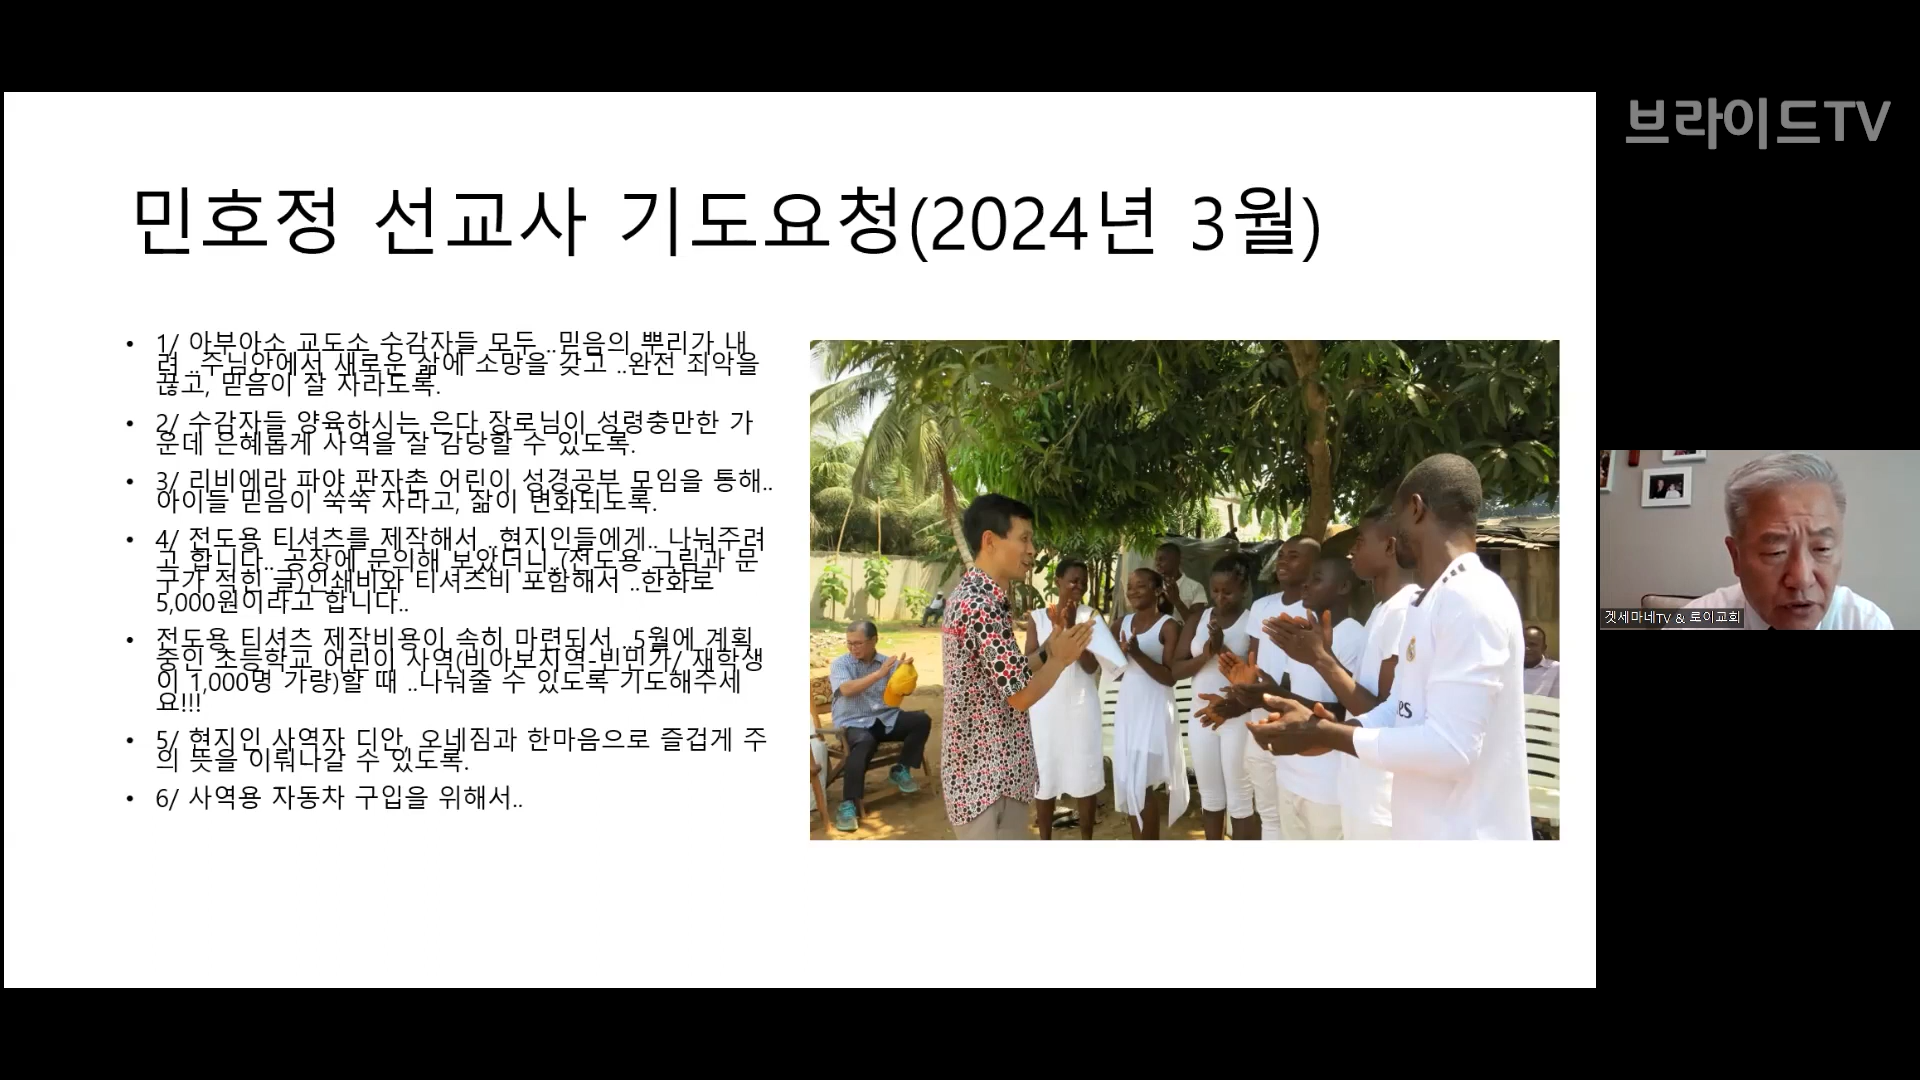 브라이드TV
민호정 선교사 기도요청(2024년 3월)
• 1/ 아부아소 교도소 수감자들 모두 ..믿음의 뿌리가 내
려 ..주님안에서 새로운 삶에 소망을 갖고 ..완전 죄악을
끊고, 믿음이 잘 자라도록.
• 2/ 수감자들 양육하시는 은다 장로님이 성령충만한 가
운데 은혜롭게 사역을 잘 감당할 수 있도록.
• 3/ 리비에라 파야 판자촌 어린이 성경공부 모임을 통해..
아이들 믿음이 쑥쑥 자라고, 삶이 변화되도록.
• 4/ 전도용 티셔츠를 제작해서 ..현지인들에게.. 나눠주려
고 합니다.. 공장에 문의해 보았더니..(전도용 그림과 문
구가 적힌 글)인쇄비와 티셔츠비 포함해서 ..한화로
5,000원이라고 합니다..
• 전도용 티셔츠 제작비용이 속히 마련되서 ..5월에 계획
중인 초등학교 어린이 사역(비아보지역-빈민가/ 재학생
이 1,000명 가량)할 때 ..나눠줄 수 있도록 기도해주세
요!!!
• 5/ 현지인 사역자 디안, 오네짐과 한마음으로 즐겁게 주
의 뜻을 이뤄나갈 수 있도록.
• 6/ 사역용 자동차 구입을 위해서..
겟세마네TV & 로이교회